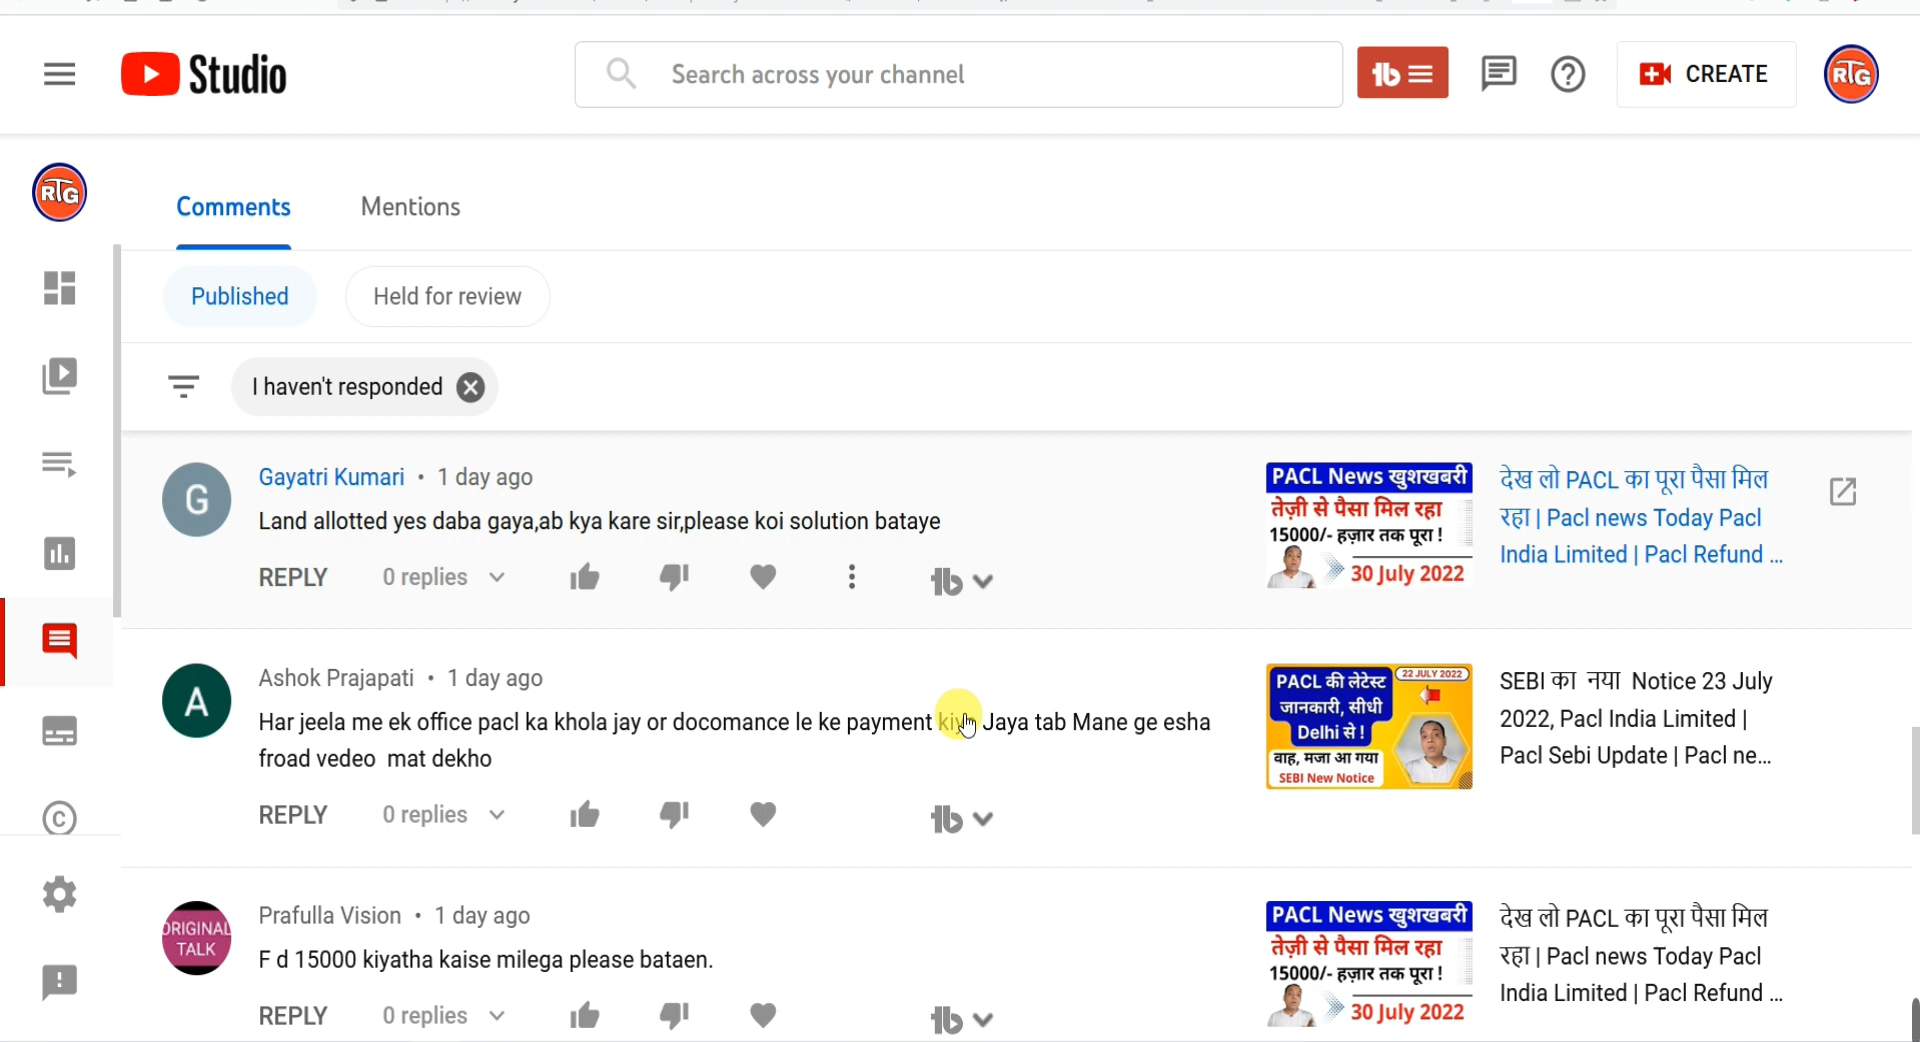 Studio
Search across your channel
CREATE
RTG
RTG
Comments
Mentions
Published
Held for review
I haven't responded
G
Gayatri Kumari • 1 day ago
Land allotted yes daba gaya,ab kya kare sir,please koi solution bataye
REPLY
0 replies
PACL News खुशखबरी
तेज़ी से पैसा मिल रहा
15000/- हज़ार तक पूरा !
30 July 2022
देख लो PACL का पूरा पैसा मिल
रहा | Pacl news Today Pacl
India Limited | Pacl Refund ...
A
Ashok Prajapati • 1 day ago
Har jeela me ek office pacl ka khola jay or docomance le ke payment Jaya tab Mane ge esha
froad vedeo mat dekho
REPLY
0 replies
PACL की लेटेस्ट
22 JULY 2022
जानकारी, सीधी
Delhi से !
वाह, मजा आ गया
SEBI New Notice
SEBI का नया Notice 23 July
2022, Pacl India Limited |
Pacl Sebi Update | Pacl ne...
ORIGINAL
TALK
Prafulla Vision • 1 day ago
F d 15000 kiyatha kaise milega please bataen.
REPLY
0 replies
PACL News खुशखबरी
तेज़ी से पैसा मिल रहा
15000/- हज़ार तक पूरा !
30 July 2022
देख लो PACL का पूरा पैसा मिल
रहा | Pacl news Today Pacl
India Limited | Pacl Refund ...